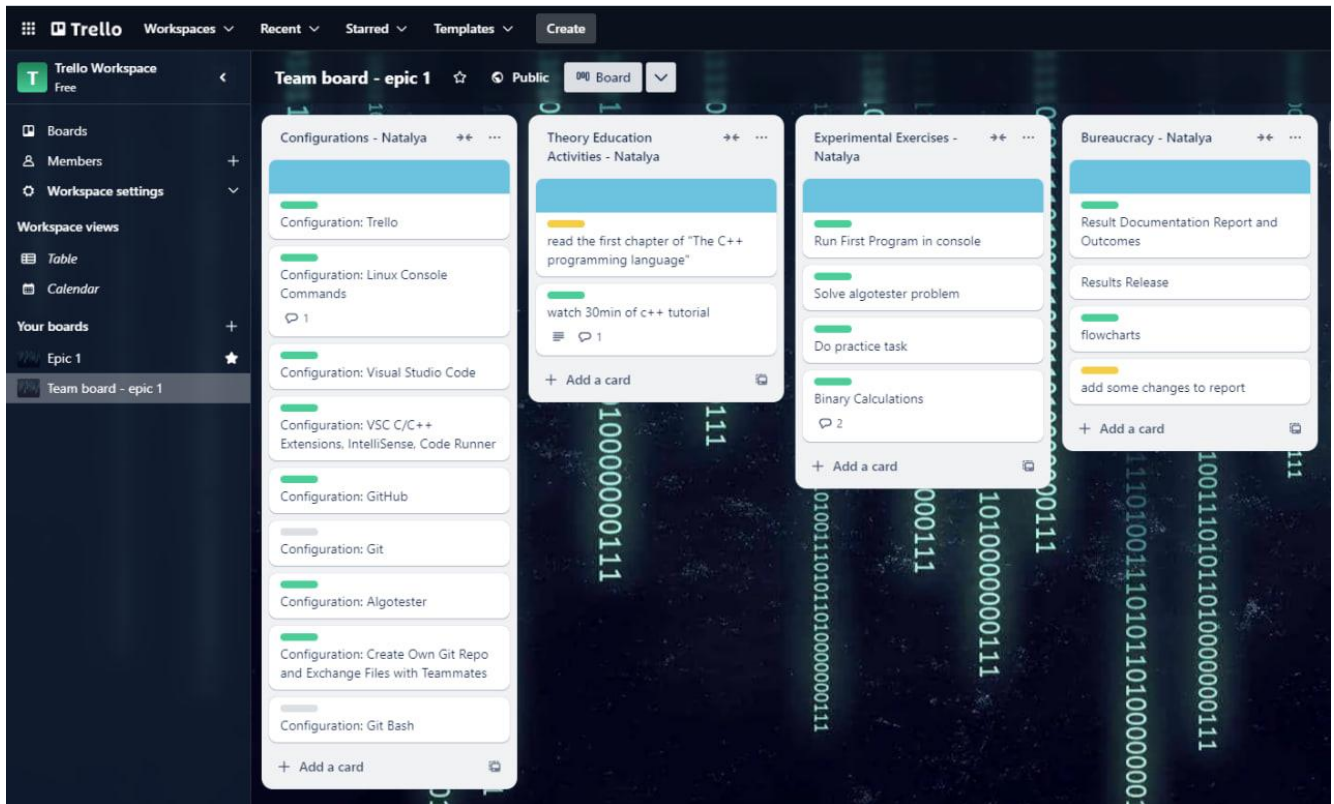 Trello
Workspaces
Recent
Starred
Templates
Create
T
Trello Workspace
Free
Boards
Members
Workspace settings
Workspace views
Table
Calendar
Your boards
Epic 1
Team board - epic 1
Team board - epic 1
Public
Board
Configurations - Natalya
Configuration: Trello
Configuration: Linux Console
Commands
1
Configuration: Visual Studio Code
Configuration: VSC C/C++
Extensions, IntelliSense, Code Runner
Configuration: GitHub
Configuration: Git
Configuration: Algotester
Configuration: Create Own Git Repo
and Exchange Files with Teammates
Configuration: Git Bash
Add a card
Theory Education
Activities - Natalya
read the first chapter of "The C++
programming language"
watch 30min of c++ tutorial
1
Add a card
Experimental Exercises -
Natalya
Run First Program in console
Solve algotester problem
Do practice task
Binary Calculations
2
Add a card
Bureaucracy - Natalya
Result Documentation Report and
Outcomes
Results Release
flowcharts
add some changes to report
Add a card